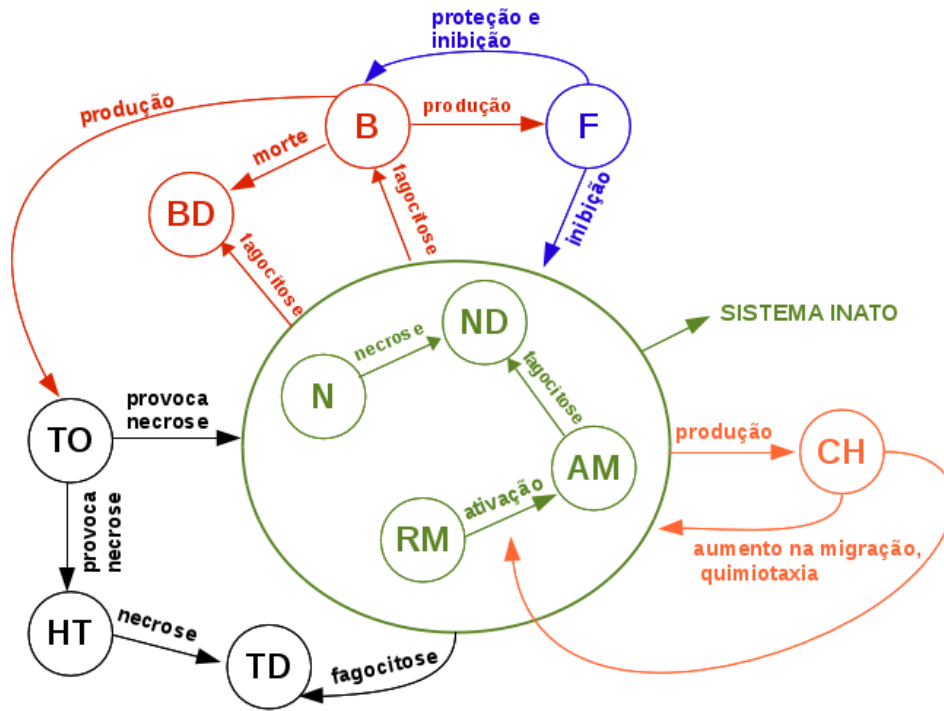 proteção e
inibição
produção
B
produção
F
morte
BD
fagocitose
inibição
fagocitose
ND
SISTEMA INATO
necrose
N
fagocitose
provoca
necrose
TO
produção
CH
AM
ativação
RM
provoca
necrose
aumento na migração,
quimiotaxia
HT
necrose
TD
fagocitose